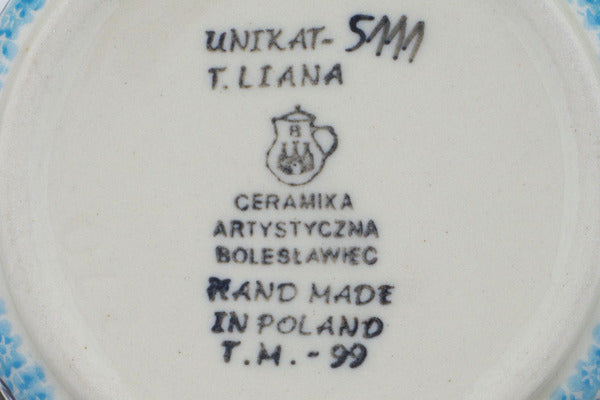 UNIKAT- 5111
T. LIANA
B
CERAMIKA
ARTYSTYCZNA
BOLESŁAWIEC
HAND MADE
IN POLAND
T.M. - 99